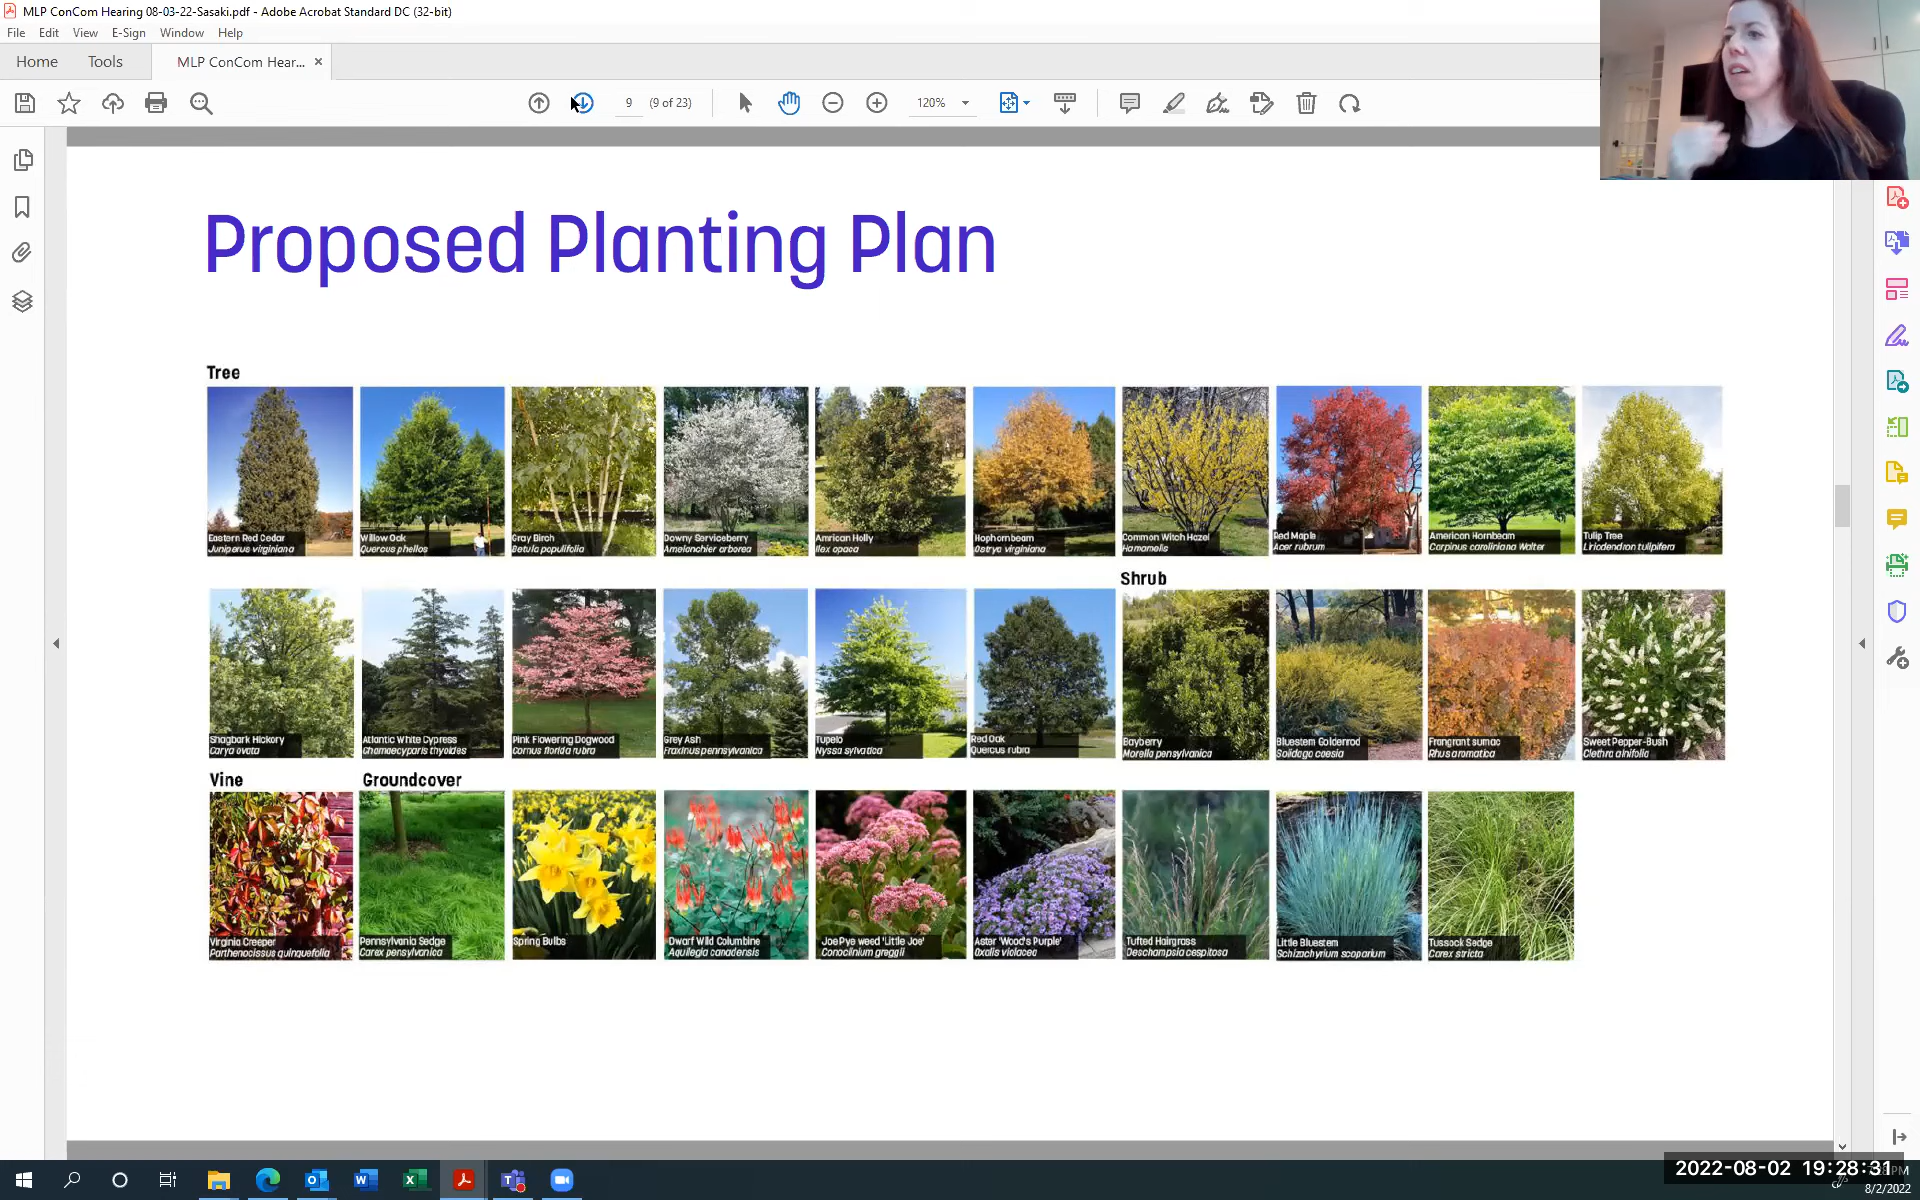 MLP ConCom Hearing 08-03-22-Sasaki.pdf - Adobe Acrobat Standard DC (32-bit)
File Edit View E-Sign Window Help
Home Tools MLP ConCom Hear... ×
9 (9 of 23) 120%
Proposed Planting Plan
Tree
Eastern Red Cedar
Juniperus virginiana
Willow Oak
Quercus phellos
Gray Birch
Betula populifolia
Downy Serviceberry
Amelanchier arborea
Amrican Holly
Ilex opaca
Hophornbeam
Ostrya virginiana
Common Witch Hazel
Hamamelis
Red Maple
Acer rubrum
American Hornbeam
Carpinus caroliniana Walter
Tulip Tree
Liriodendron tulipifera
Shagbark Hickory
Carya ovata
Atlantic White Cypress
Chamaecyparis thyoides
Pink Flowering Dogwood
Cornus florida rubra
Grey Ash
Fraxinus pennsylvanica
Tupelo
Nyssa sylvatica
Red Oak
Quercus rubra
Shrub
Bayberry
Morella pensylvanica
Bluestem Goldenrod
Solidago caesia
Frangrant sumac
Rhus aromatica
Sweet Pepper-Bush
Clethra alnifolia
Vine
Virginia Creeper
Parthenocissus quinquefolia
Groundcover
Pennsylvania Sedge
Carex pensylvanica
Spring Bulbs
Dwarf Wild Columbine
Aquilegia canadensis
Joe Pye weed 'Little Joe'
Conoclinium greggii
Aster 'Wood's Purple'
Oxalis violacea
Tufted Hairgrass
Deschampsia cespitosa
Little Bluestem
Schizachyrium scoparium
Tussock Sedge
Carex stricta
2022-08-02 19:28:31
8/2/2022